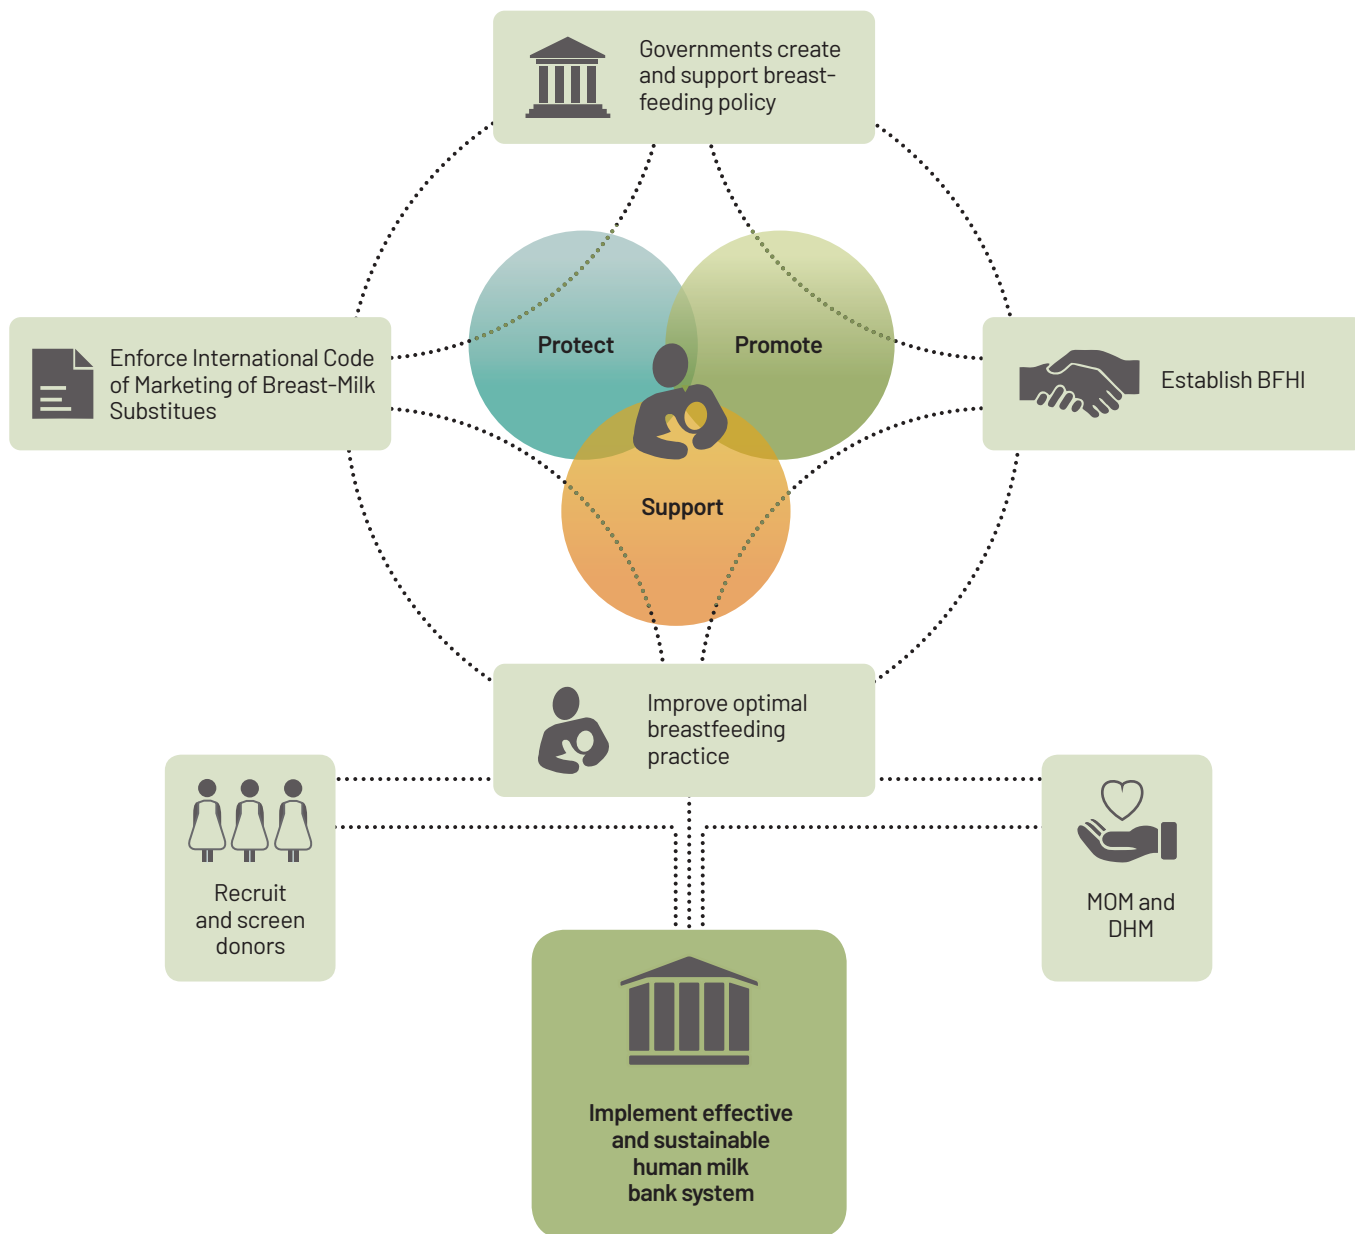 Governments create
and support breast-
feeding policy
Protect
Promote
Enforce International Code
of Marketing of Breast-Milk
Substitues
Establish BFHI
Support
Improve optimal
breastfeeding
practice
Recruit
and screen
donors
MOM and
DHM
Implement effective
and sustainable
human milk
bank system